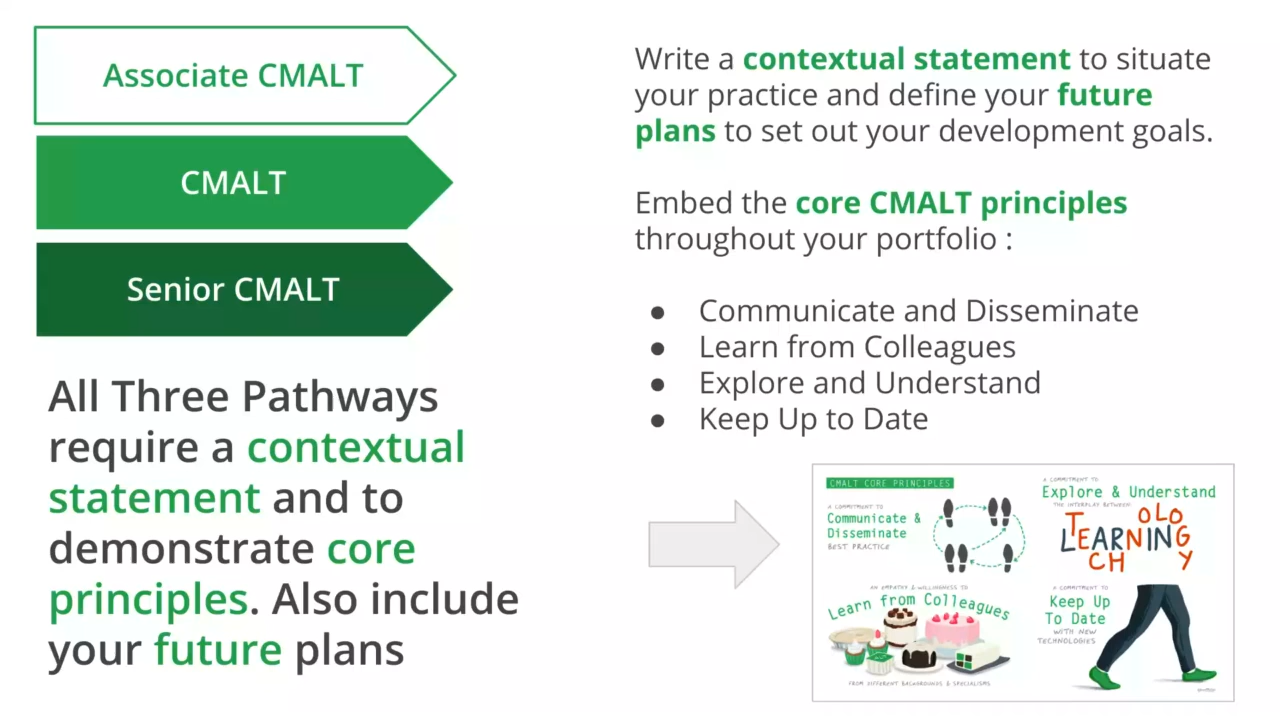 Associate CMALT
CMALT
Senior CMALT
All Three Pathways
require a contextual
statement and to
demonstrate core
principles. Also include
your future plans
Write a contextual statement to situate
your practice and define your future
plans to set out your development goals.
Embed the core CMALT principles
throughout your portfolio :
● Communicate and Disseminate
● Learn from Colleagues
● Explore and Understand
● Keep Up to Date
CMALT CORE PRINCIPLES
A COMMITMENT TO
Communicate &
Disseminate
BEST PRACTICE
A COMMITMENT TO
Explore & Understand
THE INTERPLAY BETWEEN
TECHNOLOGY
LEARNING
AN EMPATHY & WILLINGNESS TO
Learn from Colleagues
FROM DIFFERENT BACKGROUNDS & SPECIALISMS
A COMMITMENT TO
Keep Up
To Date
WITH NEW
TECHNOLOGIES